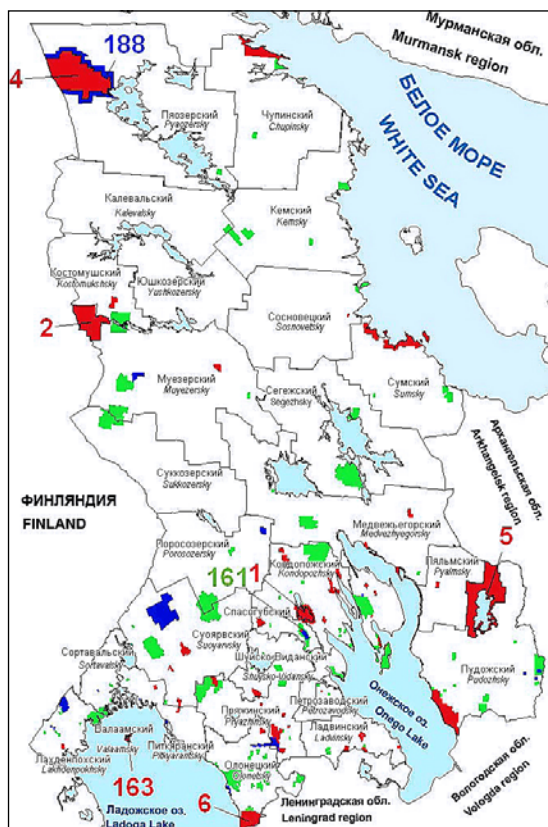 Мурманская обл.
Murmansk region
188
4
БЕЛОЕ МОРЕ
WHITE SEA
Пяозерский
Pyaozersky
Чупинский
Chupinsky
Калевальский
Kalevalsky
Кемский
Kemsky
Костомушский
Kostomukshsky
Юшкозерский
Yushkozersky
Сосновецкий
Sosnovetsky
2
Муезерский
Muyezersky
Сегежский
Segezhsky
Сумский
Sumsky
Архангельская обл.
Arkhangelsk region
Суккозерский
Sukkozersky
ФИНЛЯНДИЯ
FINLAND
Медвежьегорский
Medvezhyegorsky
5
Поросозерский
Porosozersky
Кондопожский
Kondopozhsky
Пяльмский
Pyalmsky
161
1
Спасогубский
Суоярвский
Suoyarvsky
Шуйско-Виданский
Shuysko-Vidansky
Сортавальский
Sortavalsky
Пудожский
Pudozhsky
Петрозаводский
Petrozavodsky
Онежское оз.
Onego Lake
Валаамский
Valaamsky
Питкярантский
Pitkyarantsky
Пряжинский
Pryazhinsky
Ладвинский
Ladvinsky
Лахденпохский
Lakhdenpokhsky
163
Олонецкий
Olonetsky
Вологодская обл.
Vologda region
Ладожское оз.
Ladoga Lake
6
Ленинградская обл.
Leningrad region